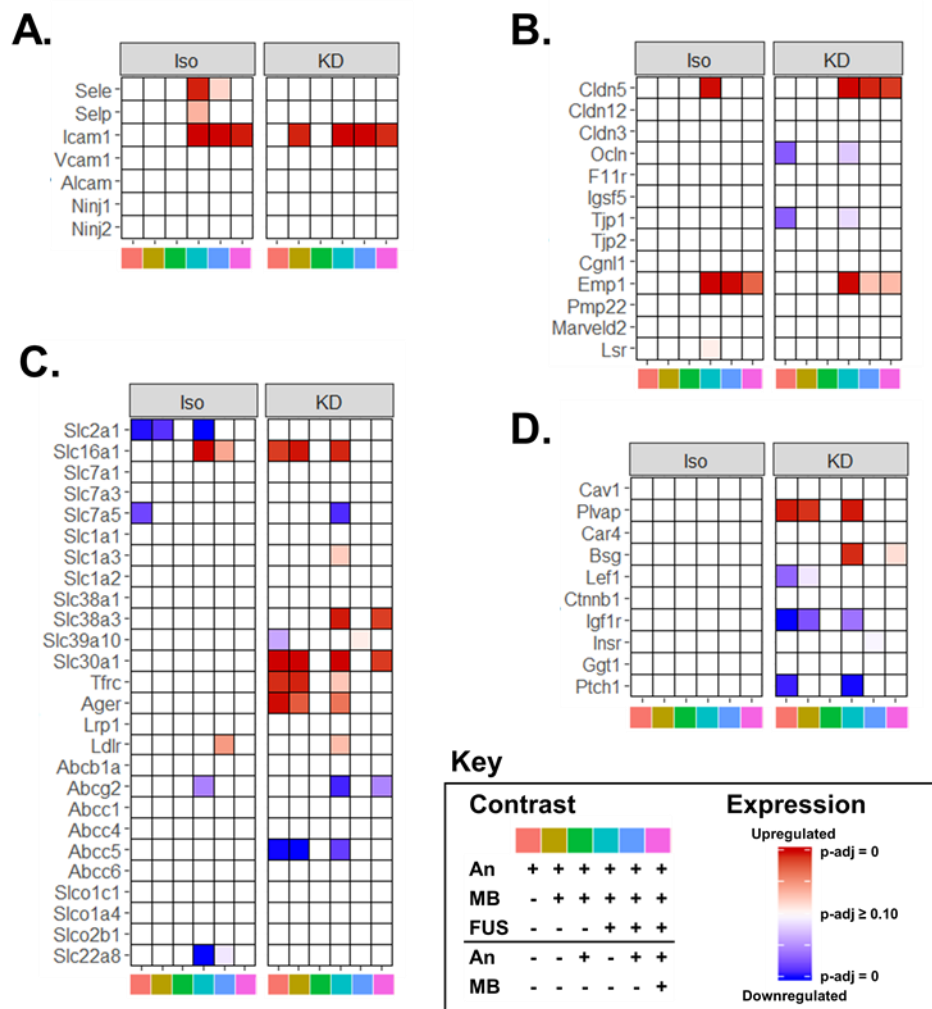 A.
Iso KD
Sele
Selp
Icam1
Vcam1
Alcam
Ninj1
Ninj2
B.
Iso KD
Cldn5
Cldn12
Cldn3
Ocln
F11r
Igsf5
Tjp1
Tjp2
Cgnl1
Emp1
Pmp22
Marveld2
Lsr
C.
Iso KD
Slc2a1
Slc16a1
Slc7a1
Slc7a3
Slc7a5
Slc1a1
Slc1a3
Slc1a2
Slc38a1
Slc38a3
Slc39a10
Slc30a1
Tfrc
Ager
Lrp1
Ldlr
Abcb1a
Abcg2
Abcc1
Abcc4
Abcc5
Abcc6
Slco1c1
Slco1a4
Slco2b1
Slc22a8
D.
Iso KD
Cav1
Plvap
Car4
Bsg
Lef1
Ctnnb1
Igf1r
Insr
Ggt1
Ptch1
Key
Contrast
An + + + + + +
MB - + + + + +
FUS - - - + + +
An - - + - + +
MB - - - - - +
Expression
Upregulated
p-adj = 0
p-adj ≥ 0.10
p-adj = 0
Downregulated